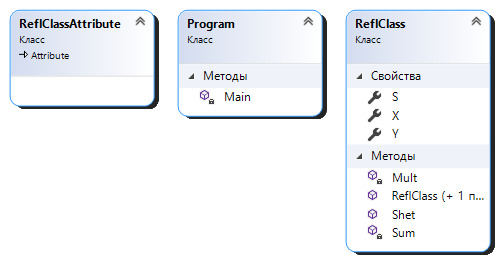 ReflClassAttribute
Класс
Attribute
Program
Класс
Методы
Main
ReflClass
Класс
Свойства
S
X
Y
Методы
Mult
ReflClass (+ 1 п...
Shet
Sum